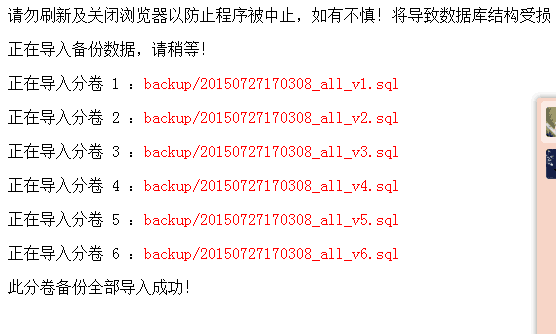 请勿刷新及关闭浏览器以防止程序被中止，如有不慎！将导致数据库结构受损
正在导入备份数据，请稍等！
正在导入分卷 1 ：backup/20150727170308_all_v1.sql
正在导入分卷 2 ：backup/20150727170308_all_v2.sql
正在导入分卷 3 ：backup/20150727170308_all_v3.sql
正在导入分卷 4 ：backup/20150727170308_all_v4.sql
正在导入分卷 5 ：backup/20150727170308_all_v5.sql
正在导入分卷 6 ：backup/20150727170308_all_v6.sql
此分卷备份全部导入成功！